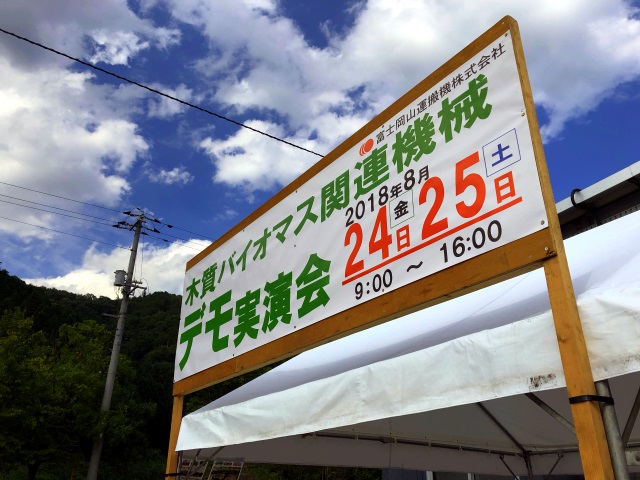 富士岡山運搬機株式会社
木質バイオマス関連機械
デモ実演会
2018年8月
24日金25日土
9:00 ～ 16:00